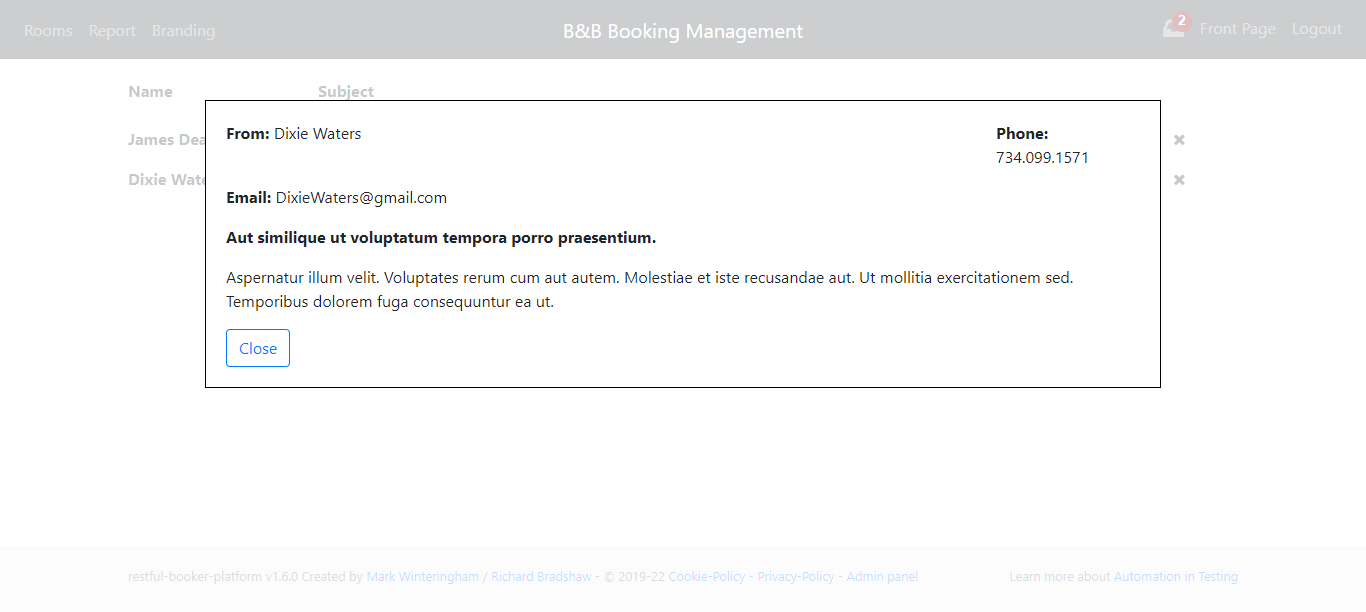 Rooms Report Branding B&B Booking Management 2 Front Page Logout
Name Subject
From: Dixie Waters Phone:
734.099.1571
James Dea
Dixie Wate
Email: DixieWaters@gmail.com
Aut similique ut voluptatum tempora porro praesentium.
Aspernatur illum velit. Voluptates rerum cum aut autem. Molestiae et iste recusandae aut. Ut mollitia exercitationem sed.
Temporibus dolorem fuga consequuntur ea ut.
Close
restful-booker-platform v1.6.0 Created by Mark Winteringham / Richard Bradshaw - © 2019-22 Cookie-Policy - Privacy-Policy - Admin panel Learn more about Automation in Testing